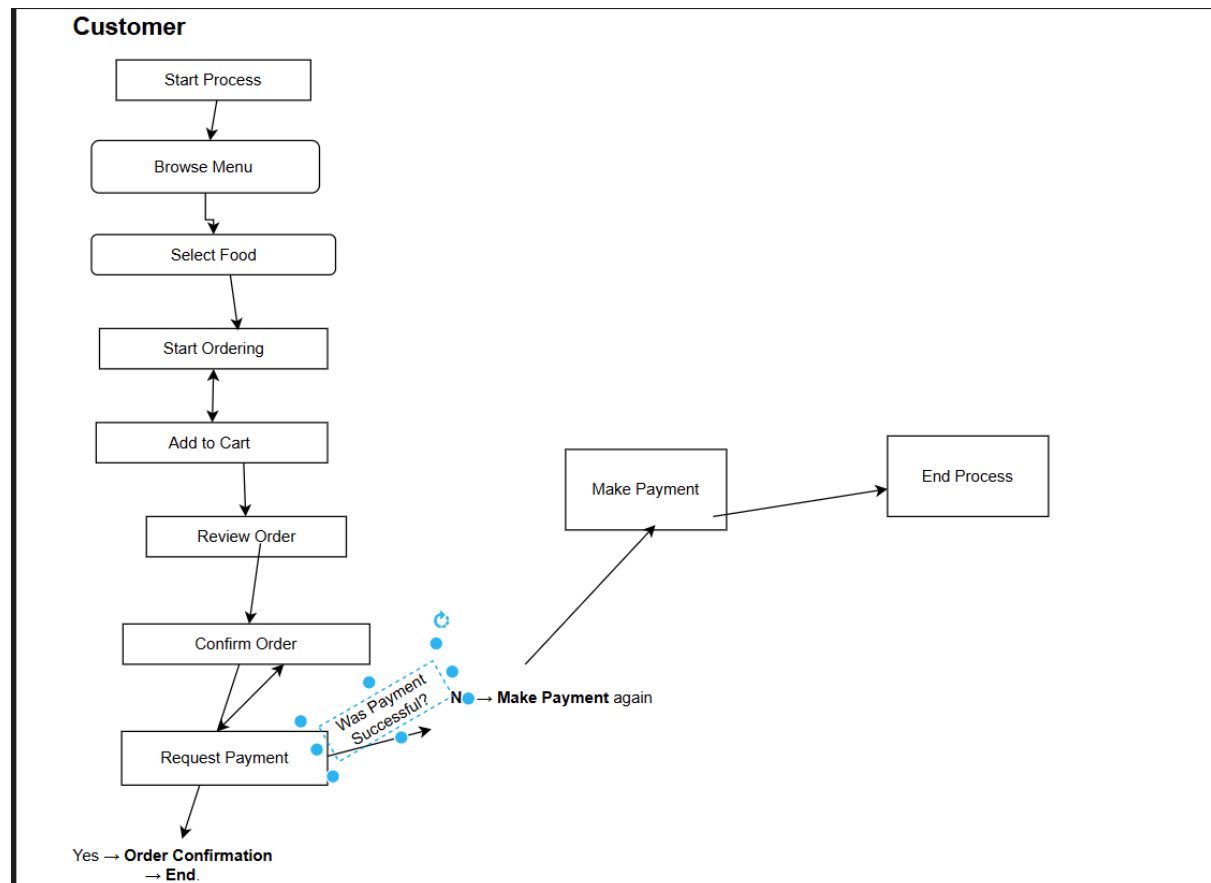 Customer
Start Process
Browse Menu
Select Food
Start Ordering
Add to Cart
Review Order
Confirm Order
Request Payment
Was Payment
Successful?
N → Make Payment again
Make Payment
End Process
Yes → Order Confirmation
→ End.